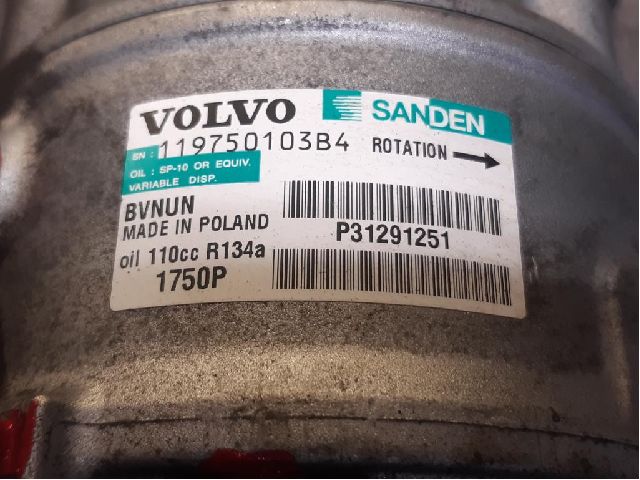 VOLVO SANDEN
SN : 119750103B4 ROTATION →
OIL : SP-10 OR EQUIV.
VARIABLE DISP.
BVNUN
MADE IN POLAND
P31291251
oil 110cc R134a
1750P